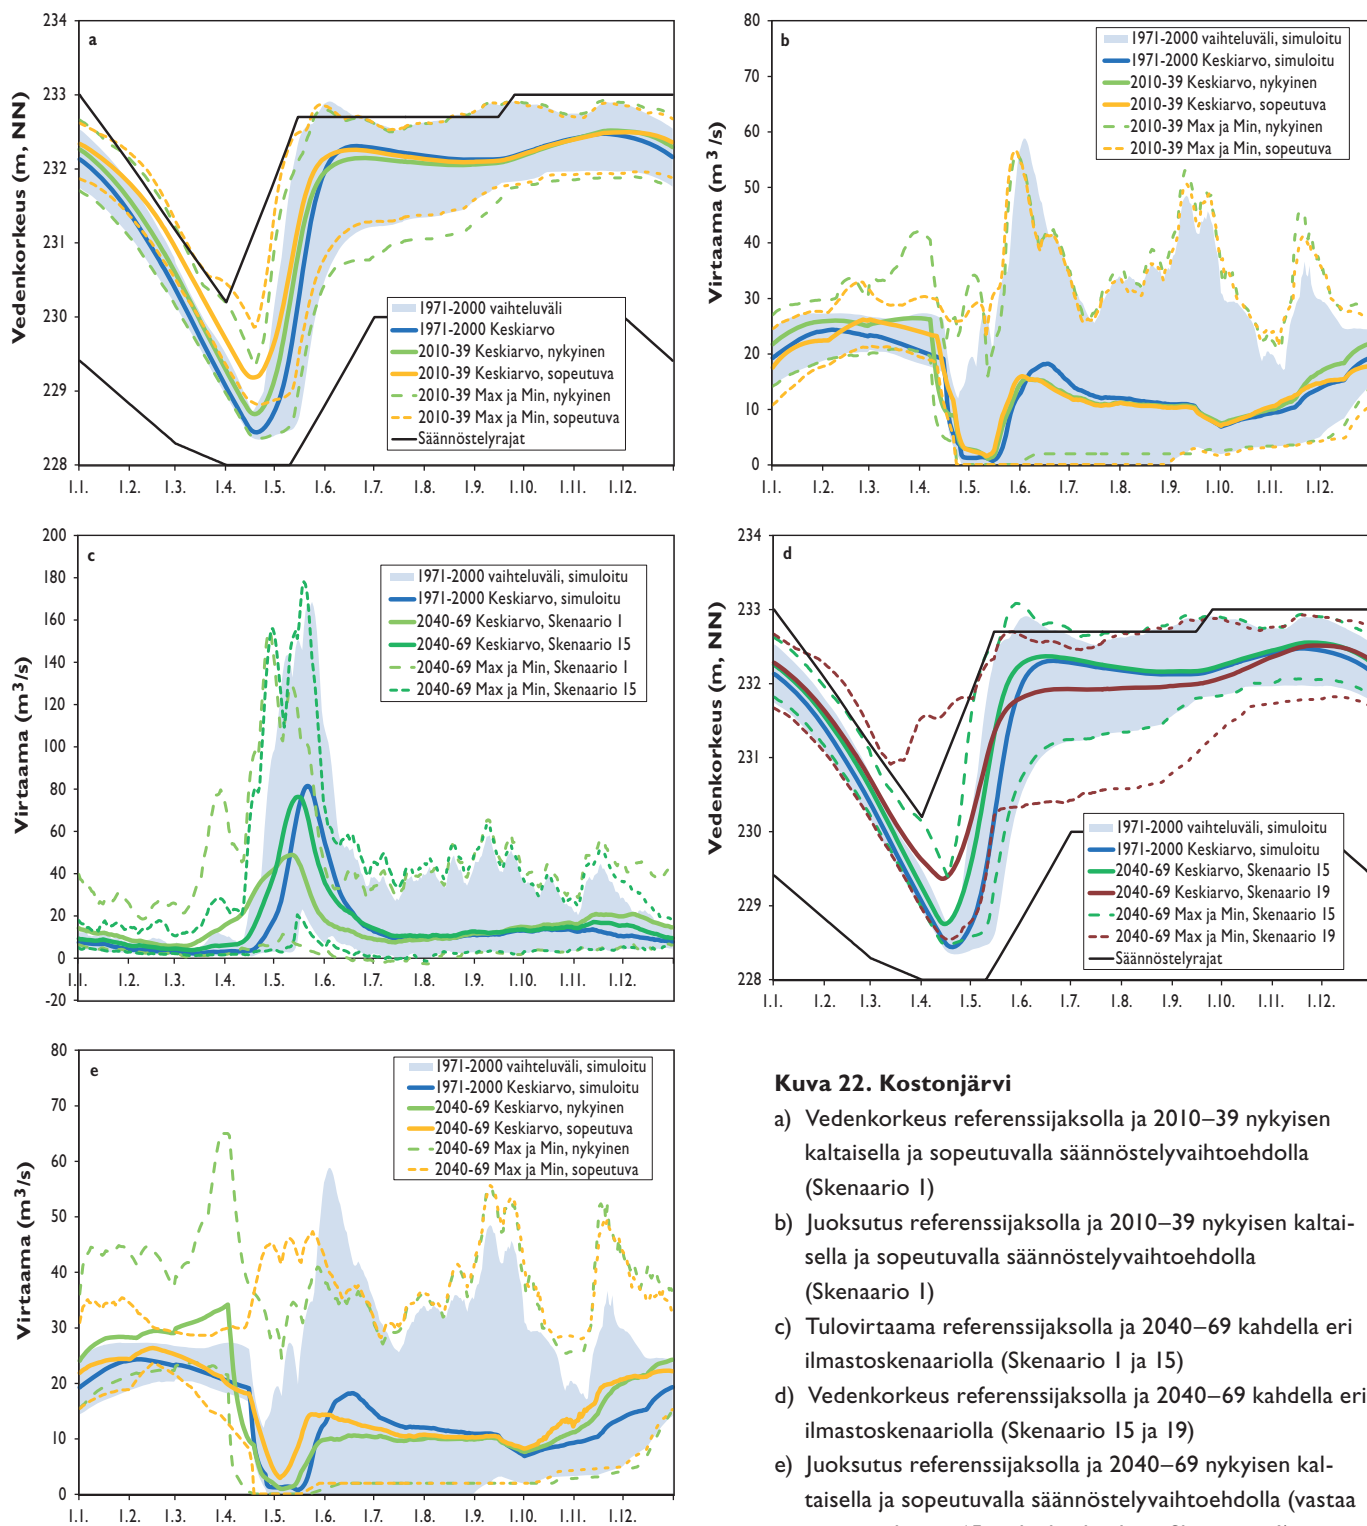 a
Vedenkorkeus (m, NN)
234
233
232
231
230
229
228
1971-2000 vaihteluväli
1971-2000 Keskiarvo
2010-39 Keskiarvo, nykyinen
2010-39 Keskiarvo, sopeutuva
2010-39 Max ja Min, nykyinen
2010-39 Max ja Min, sopeutuva
Säännöstelyrajat
1.1. 1.2. 1.3. 1.4. 1.5. 1.6. 1.7. 1.8. 1.9. 1.10. 1.11. 1.12.
b
Virtaama (m³/s)
80
70
60
50
40
30
20
10
0
1971-2000 vaihteluväli, simuloitu
1971-2000 Keskiarvo, simuloitu
2010-39 Keskiarvo, nykyinen
2010-39 Keskiarvo, sopeutuva
2010-39 Max ja Min, nykyinen
2010-39 Max ja Min, sopeutuva
1.1. 1.2. 1.3. 1.4. 1.5. 1.6. 1.7. 1.8. 1.9. 1.10. 1.11. 1.12.
c
Virtaama (m³/s)
200
180
160
140
120
100
80
60
40
20
0
-20
1971-2000 vaihteluväli, simuloitu
1971-2000 Keskiarvo, simuloitu
2040-69 Keskiarvo, Skenaario 1
2040-69 Keskiarvo, Skenaario 15
2040-69 Max ja Min, Skenaario 1
2040-69 Max ja Min, Skenaario 15
1.1. 1.2. 1.3. 1.4. 1.5. 1.6. 1.7. 1.8. 1.9. 1.10. 1.11. 1.12.
d
Vedenkorkeus (m, NN)
234
233
232
231
230
229
228
1971-2000 vaihteluväli, simuloitu
1971-2000 Keskiarvo, simuloitu
2040-69 Keskiarvo, Skenaario 15
2040-69 Keskiarvo, Skenaario 19
2040-69 Max ja Min, Skenaario 15
2040-69 Max ja Min, Skenaario 19
Säännöstelyrajat
1.1. 1.2. 1.3. 1.4. 1.5. 1.6. 1.7. 1.8. 1.9. 1.10. 1.11. 1.12.
e
Virtaama (m³/s)
80
70
60
50
40
30
20
10
0
1971-2000 vaihteluväli, simuloitu
1971-2000 Keskiarvo, simuloitu
2040-69 Keskiarvo, nykyinen
2040-69 Keskiarvo, sopeutuva
2040-69 Max ja Min, nykyinen
2040-69 Max ja Min, sopeutuva
1.1. 1.2. 1.3. 1.4. 1.5. 1.6. 1.7. 1.8. 1.9. 1.10. 1.11. 1.12.
Kuva 22. Kostonjärvi
a) Vedenkorkeus referenssijaksolla ja 2010–39 nykyisen
kaltaisella ja sopeutuvalla säännöstelyvaihtoehdolla
(Skenaario 1)
b) Juoksutus referenssijaksolla ja 2010–39 nykyisen kaltai-
sella ja sopeutuvalla säännöstelyvaihtoehdolla
(Skenaario 1)
c) Tulovirtaama referenssijaksolla ja 2040–69 kahdella eri
ilmastoskenaariolla (Skenaario 1 ja 15)
d) Vedenkorkeus referenssijaksolla ja 2040–69 kahdella eri
ilmastoskenaariolla (Skenaario 15 ja 19)
e) Juoksutus referenssijaksolla ja 2040–69 nykyisen kal-
taisella ja sopeutuvalla säännöstelyvaihtoehdolla (vastaa